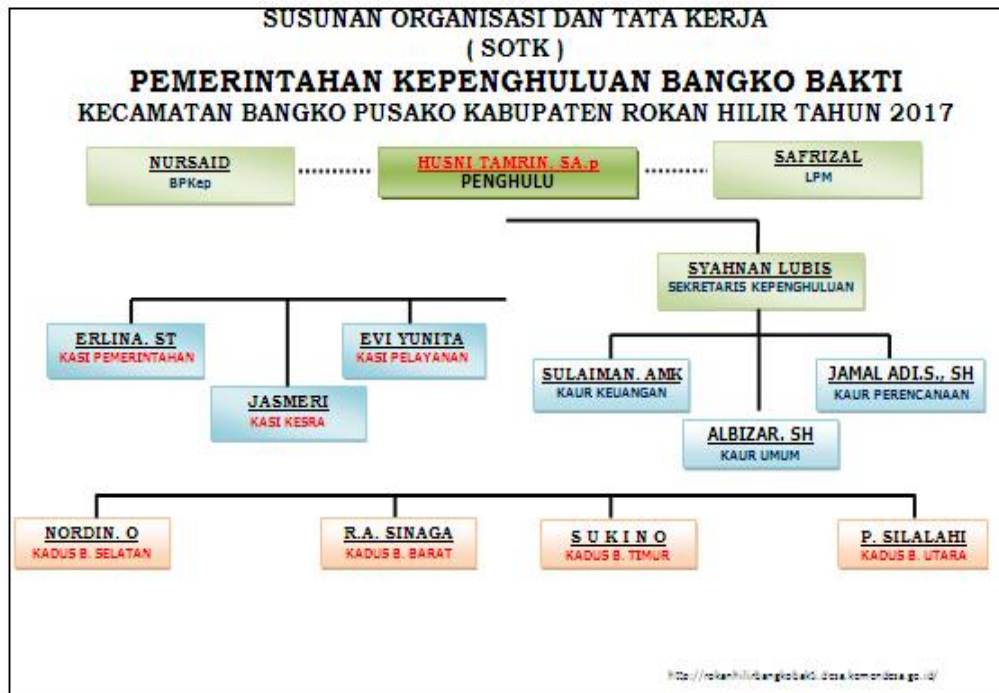 SUSUNAN ORGANISASI DAN TATA KERJA
( SOTK )
PEMERINTAHAN KEPENGHULUAN BANGKO BAKTI
KECAMATAN BANGKO PUSAKO KABUPATEN ROKAN HILIR TAHUN 2017
NURSAID
BPKep
HUSNI TAMRIN. SA.p
PENGHULU
SAFRIZAL
LPM
SYAHNAN LUBIS
SEKRETARIS KEPENGHULUAN
ERLINA. ST
KASI PEMERINTAHAN
EVI YUNITA
KASI PELAYANAN
JASMERI
KASI KESRA
SULAIMAN. AMK
KAUR KEUANGAN
JAMAL ADI.S., SH
KAUR PERENCANAAN
ALBIZAR. SH
KAUR UMUM
NORDIN. O
KADUS B. SELATAN
R.A. SINAGA
KADUS B. BARAT
S U K I N O
KADUS B. TIMUR
P. SILALAHI
KADUS B. UTARA